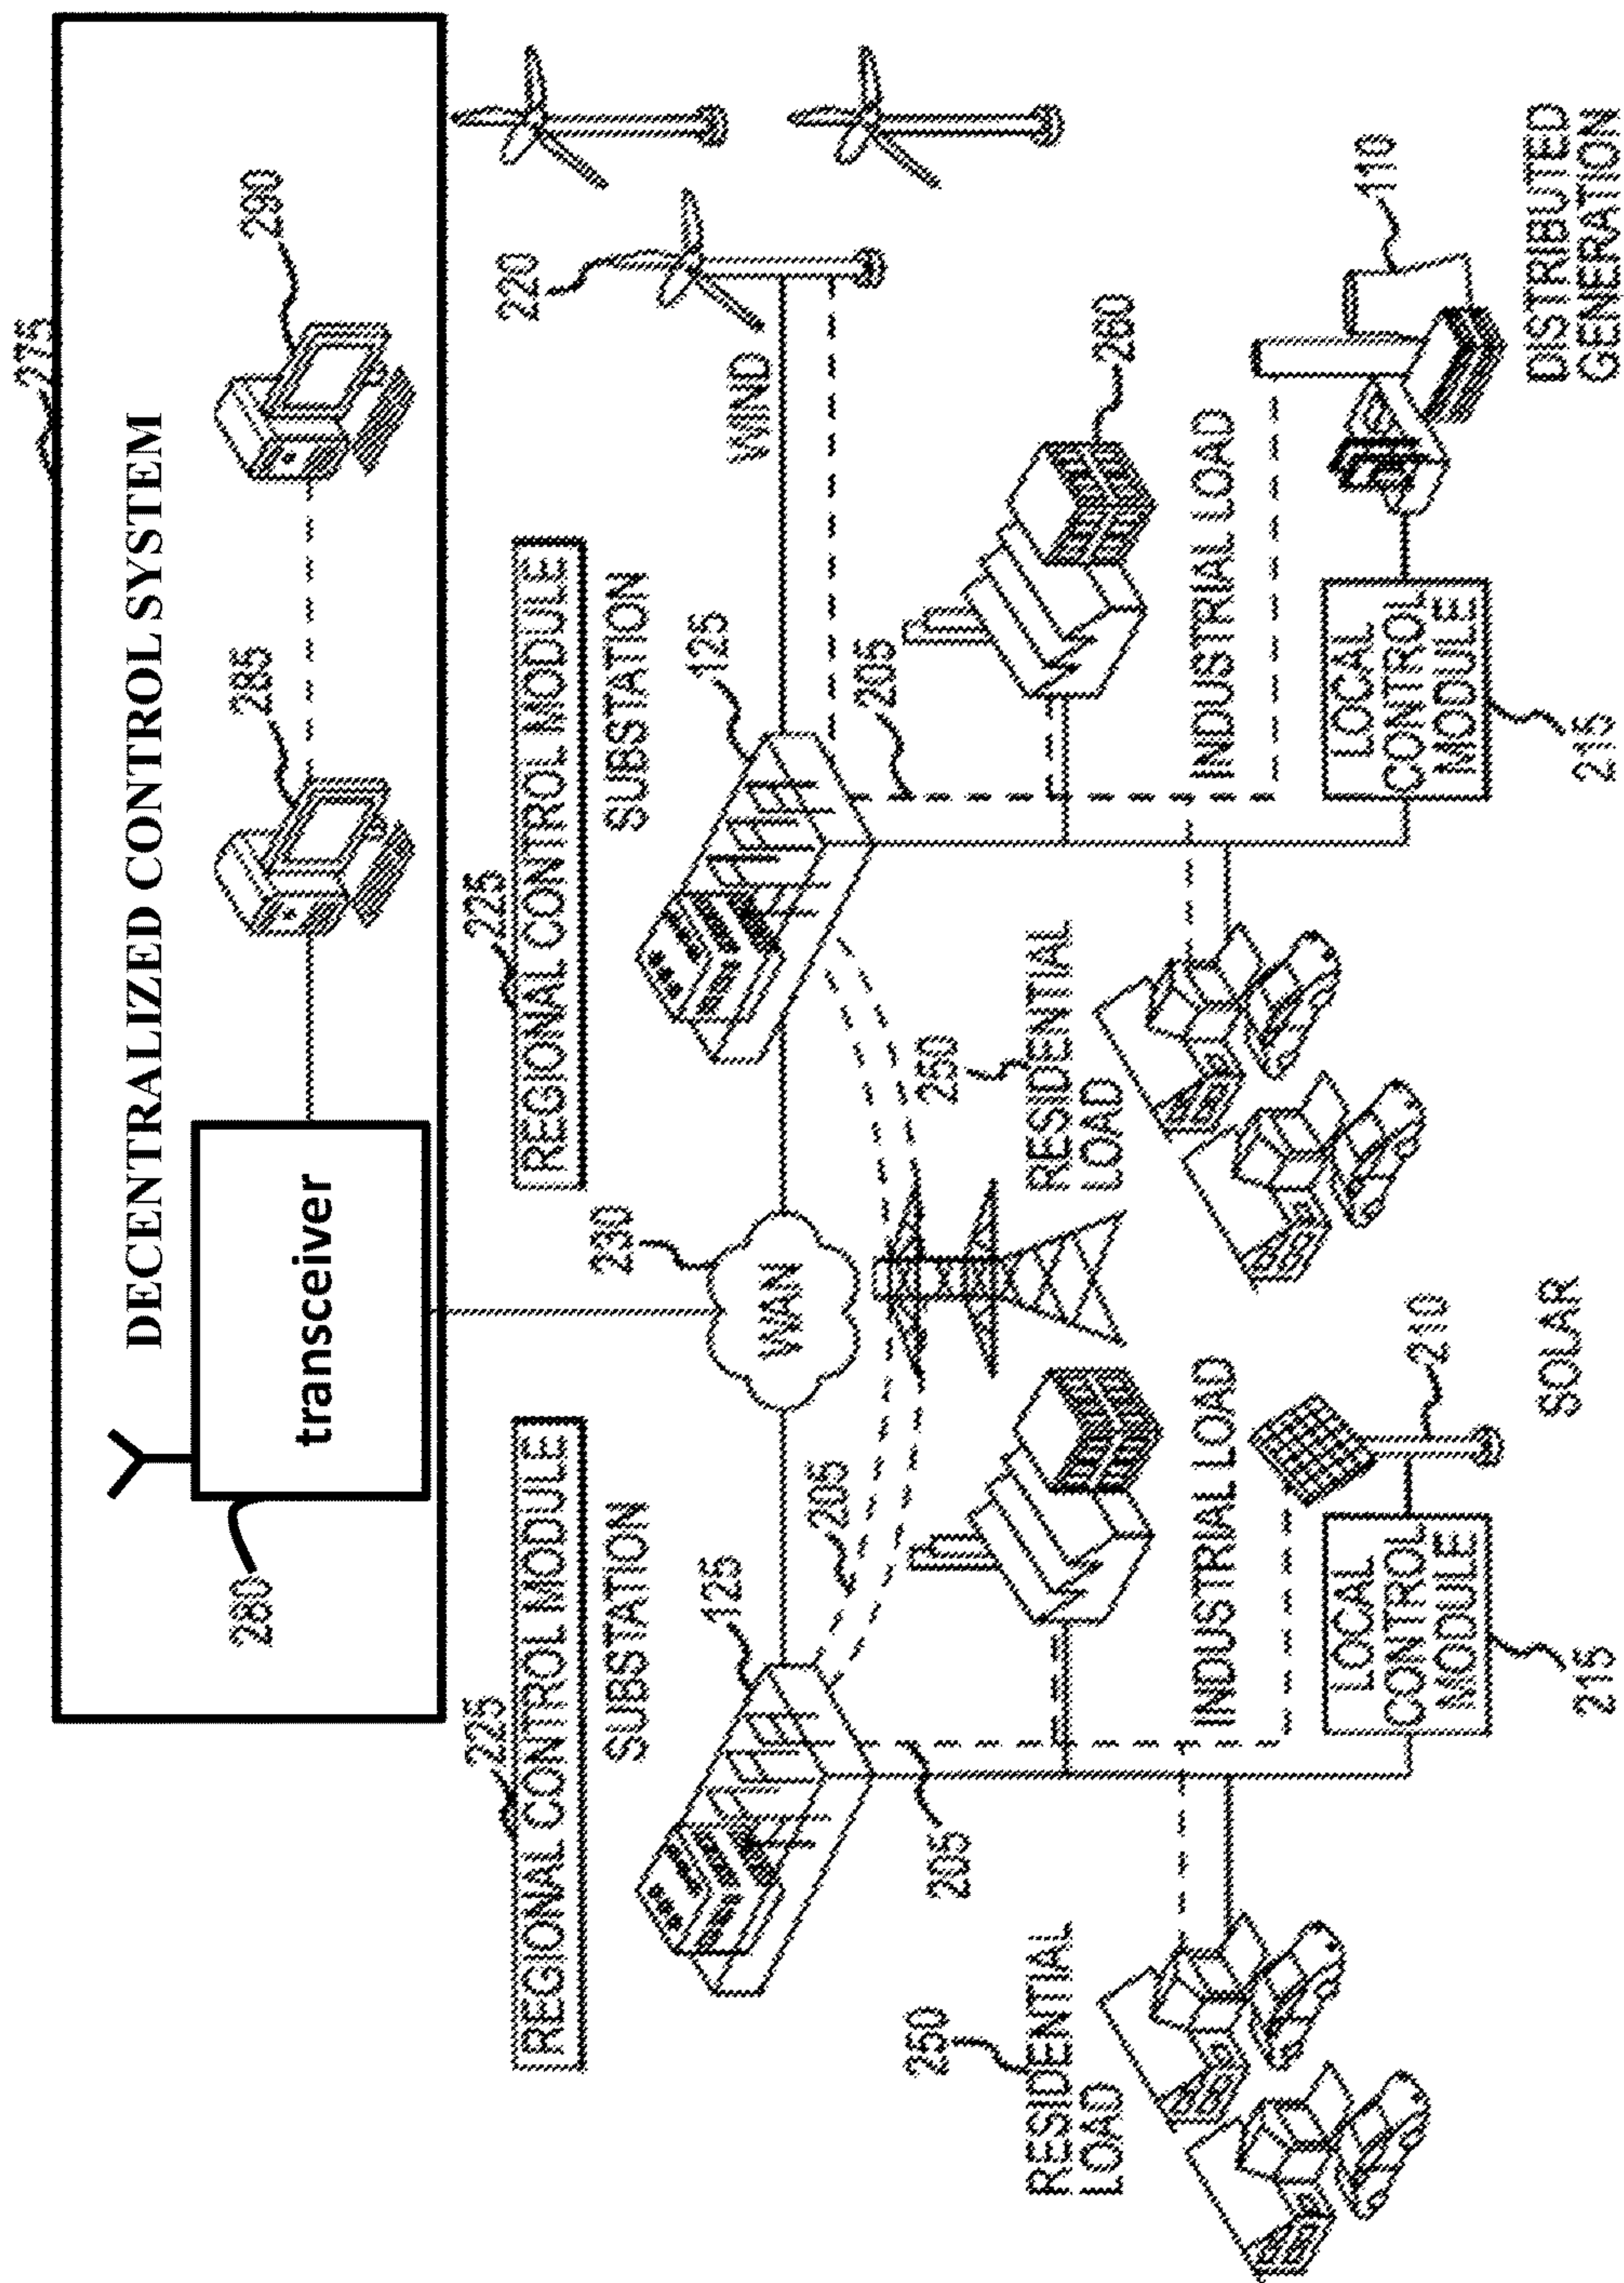 275
DECENTRALIZED CONTROL SYSTEM
280
transceiver
285
290
225
REGIONAL CONTROL MODULE
SUBSTATION
125
225
REGIONAL CONTROL MODULE
SUBSTATION
125
230
WAN
220
WIND
205
205
205
250
RESIDENTIAL
LOAD
INDUSTRIAL LOAD
250
RESIDENTIAL
LOAD
260
INDUSTRIAL LOAD
LOCAL
CONTROL
MODULE
215
210
SOLAR
LOCAL
CONTROL
MODULE
215
110
DISTRIBUTED
GENERATION